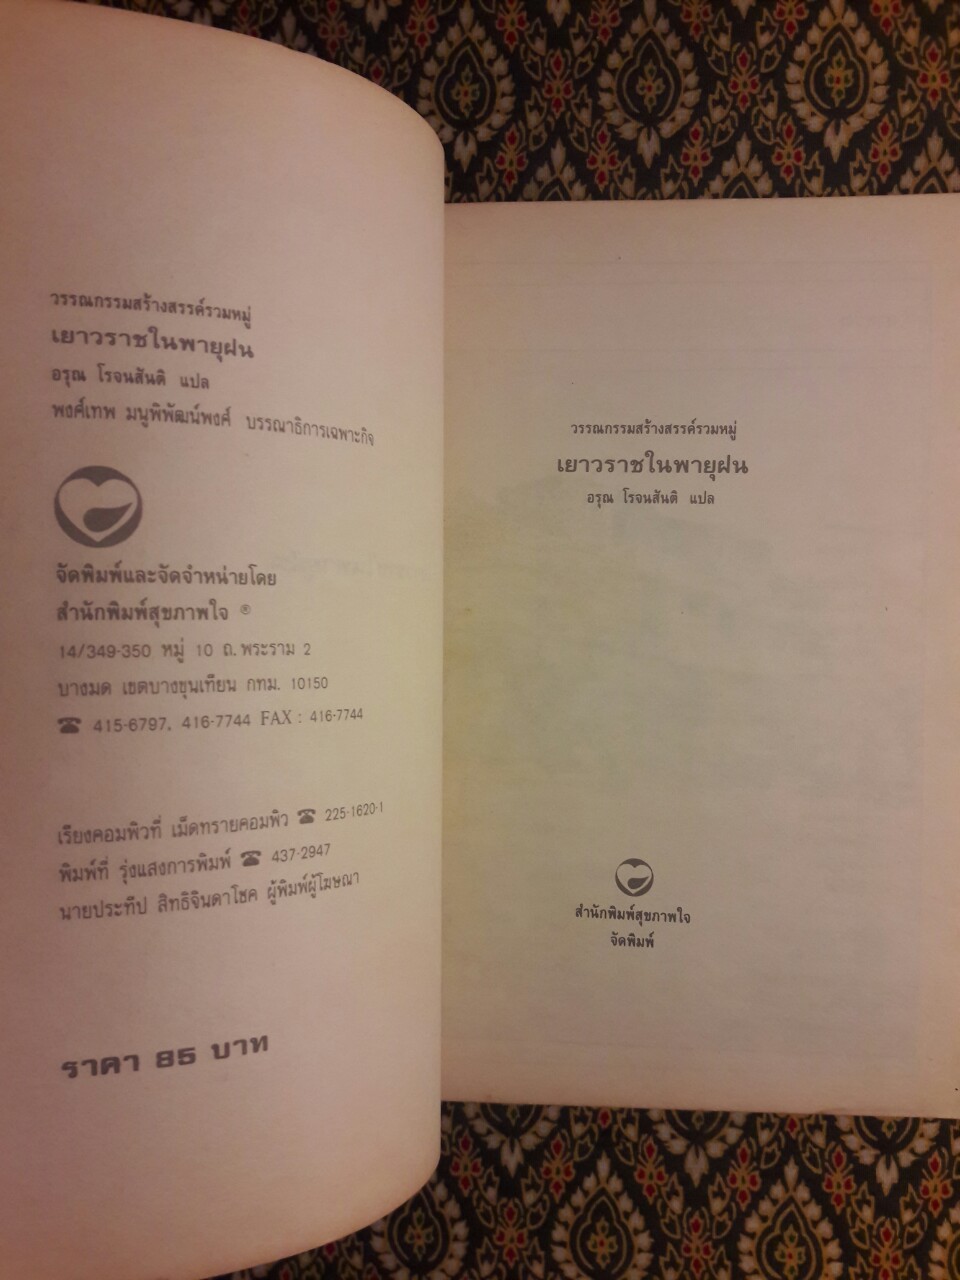 วรรณกรรมสร้างสรรค์รวมหมู่
เยาวราชในพายุฝน
อรุณ โรจนสันติ แปล
พงศ์เทพ มนูพิพัฒน์พงศ์ บรรณาธิการเฉพาะกิจ
จัดพิมพ์และจัดจำหน่ายโดย
สำนักพิมพ์สุขภาพใจ ®
14/349-350 หมู่ 10 ถ.พระราม 2
บางมด เขตบางขุนเทียน กทม. 10150
☎ 415-6797, 416-7744 FAX : 416-7744
เรียงคอมพิวที่ เม็ดทรายคอมพิว ☎ 225-1620-1
พิมพ์ที่ รุ่งแสงการพิมพ์ ☎ 437-2947
นายประทีป สิทธิจินดาโชค ผู้พิมพ์ผู้โฆษณา
ราคา 85 บาท
วรรณกรรมสร้างสรรค์รวมหมู่
เยาวราชในพายุฝน
อรุณ โรจนสันติ แปล
สำนักพิมพ์สุขภาพใจ
จัดพิมพ์